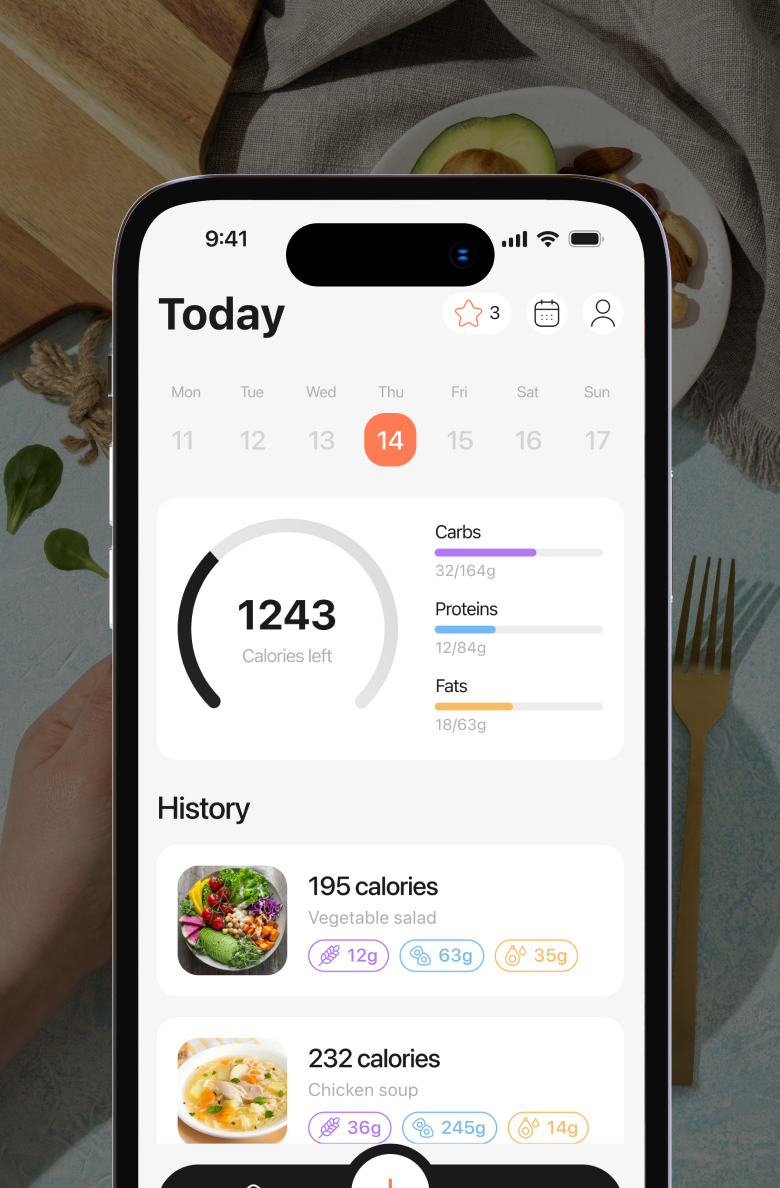 9:41
Today
3
Mon Tue Wed Thu Fri Sat Sun
11 12 13 14 15 16 17
1243
Calories left
Carbs
32/164g
Proteins
12/84g
Fats
18/63g
History
195 calories
Vegetable salad
12g 63g 35g
232 calories
Chicken soup
36g 245g 14g